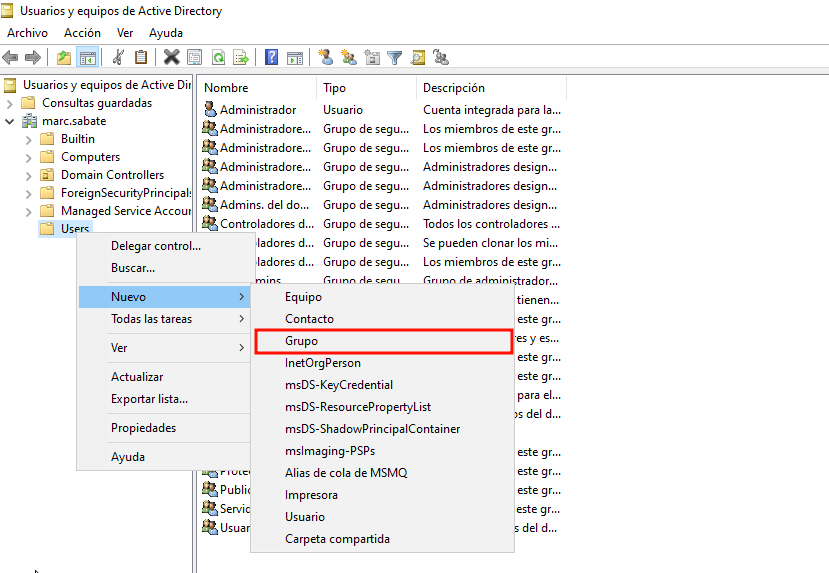 Usuarios y equipos de Active Directory
Archivo Acción Ver Ayuda
Usuarios y equipos de Active Dir
Consultas guardadas
marc.sabate
Builtin
Computers
Domain Controllers
ForeignSecurityPrincipals
Managed Service Accour
Users
Nombre Tipo Descripción
Administrador Usuario Cuenta integrada para la...
Administradore... Grupo de segu... Los miembros de este gr...
Administradore... Grupo de segu... Los miembros de este gr...
Administradore... Grupo de segu... Administradores design...
Administradore... Grupo de segu... Administradores design...
Admins. del do... Grupo de segu... Administradores design...
Controladores d... Grupo de segu... Todos los controladores ...
oladores d... Grupo de segu... Se pueden clonar los mi...
oladores d... Grupo de segu... Los miembros de este gr...
mins. Grupo de segu... Grupo de administrador...
tienen...
este gr...
res y es...
este gr...
para el...
os del d...
este gr...
Protec este gr...
Public este gr...
Servic este gr...
Usuar os del d...
Delegar control...
Buscar...
Nuevo
Todas las tareas
Ver
Actualizar
Exportar lista...
Propiedades
Ayuda
Equipo
Contacto
Grupo
InetOrgPerson
msDS-KeyCredential
msDS-ResourcePropertyList
msDS-ShadowPrincipalContainer
msImaging-PSPs
Alias de cola de MSMQ
Impresora
Usuario
Carpeta compartida